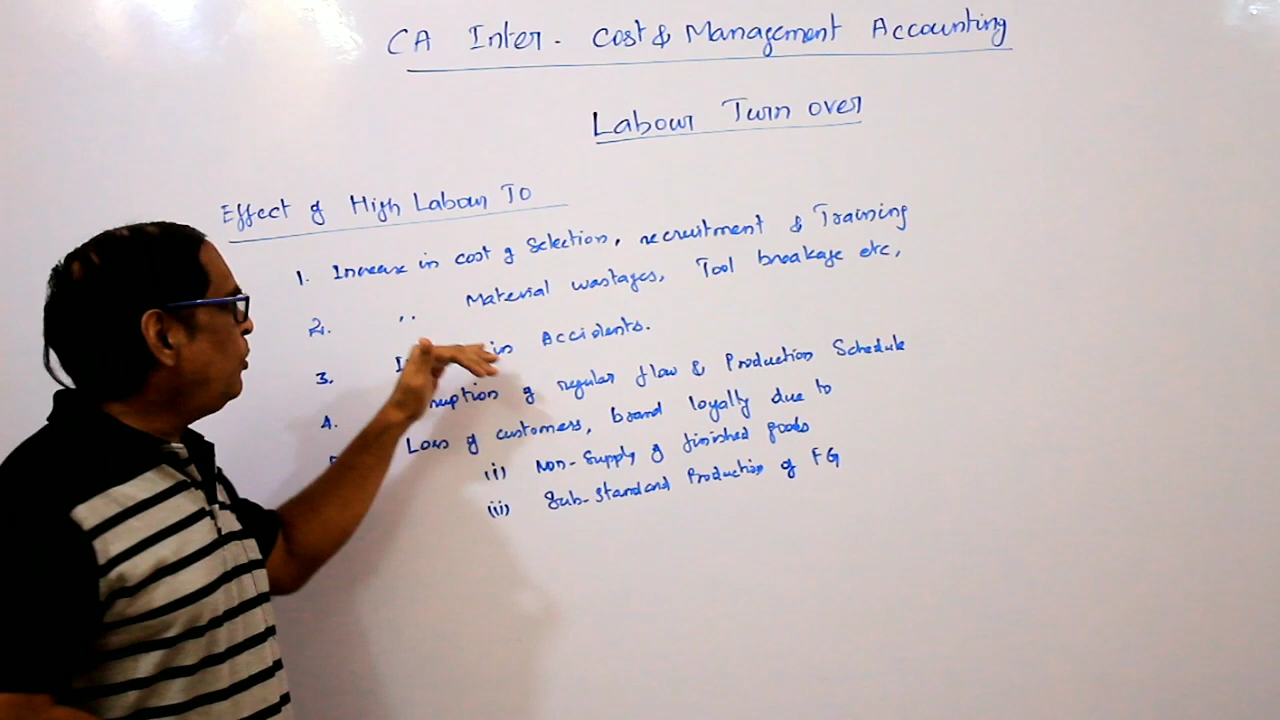 CA Inter - Cost & Management Accounting
Labour Turn over
Effect of High Labour TO
1. Increase in cost of Selection, recruitment & Training
2. ,, Material wastages, Tool breakage etc,
3. in Accidents.
4. ruption of regular flow & Production Schedule
Loss of customers, brand loyalty due to
(i) Non-Supply of finished goods
(ii) Sub-Standard Production of FG